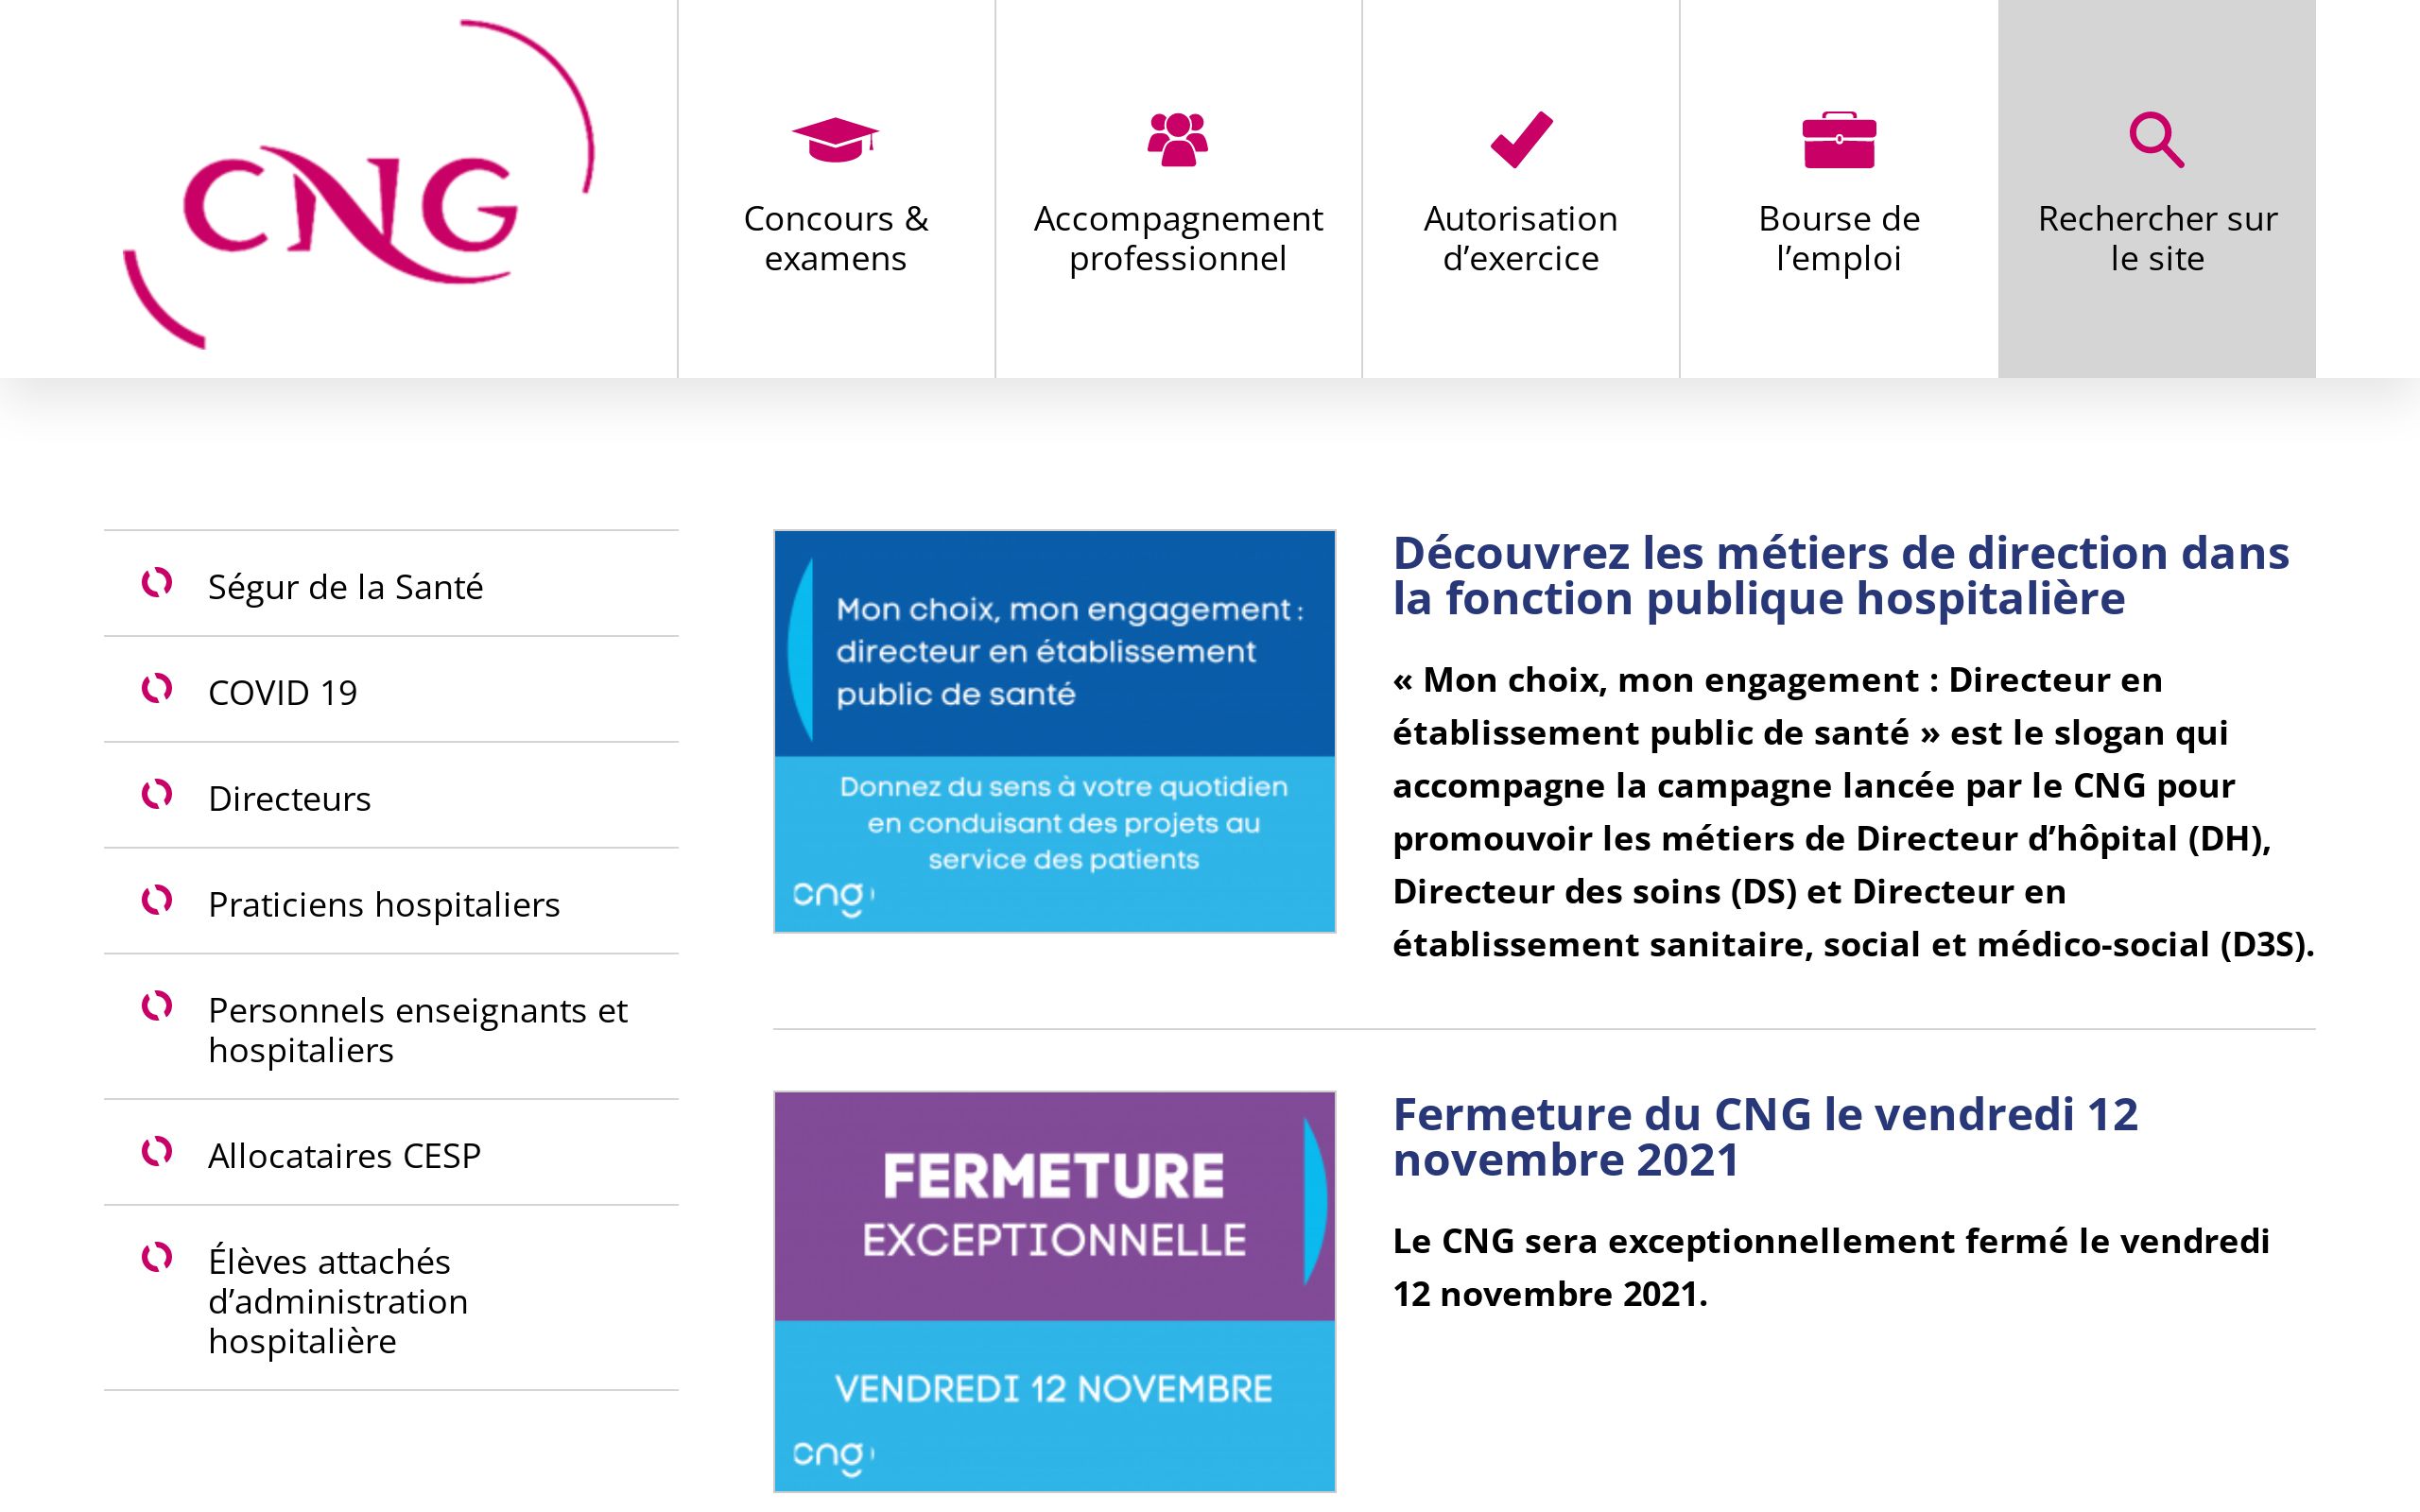 CNG
Concours &
examens
Accompagnement
professionnel
Autorisation
d’exercice
Bourse de
l’emploi
Rechercher sur
le site
Ségur de la Santé
COVID 19
Directeurs
Praticiens hospitaliers
Personnels enseignants et
hospitaliers
Allocataires CESP
Élèves attachés
d’administration
hospitalière
Mon choix, mon engagement :
directeur en établissement
public de santé
Donnez du sens à votre quotidien
en conduisant des projets au
service des patients
cng
Découvrez les métiers de direction dans
la fonction publique hospitalière
« Mon choix, mon engagement : Directeur en
établissement public de santé » est le slogan qui
accompagne la campagne lancée par le CNG pour
promouvoir les métiers de Directeur d’hôpital (DH),
Directeur des soins (DS) et Directeur en
établissement sanitaire, social et médico-social (D3S).
FERMETURE
EXCEPTIONNELLE
VENDREDI 12 NOVEMBRE
cng
Fermeture du CNG le vendredi 12
novembre 2021
Le CNG sera exceptionnellement fermé le vendredi
12 novembre 2021.